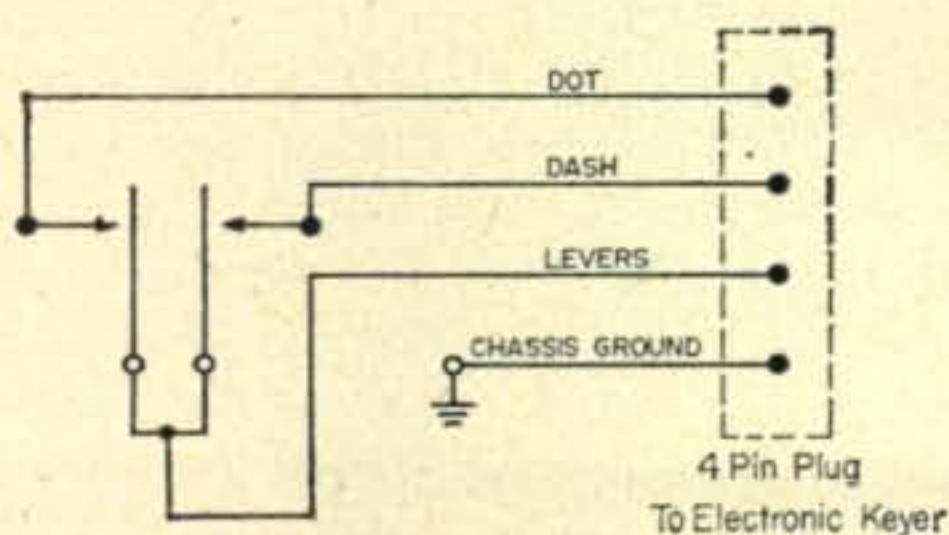 DOT
DASH
LEVERS
CHASSIS GROUND
4 Pin Plug
To Electronic Keyer